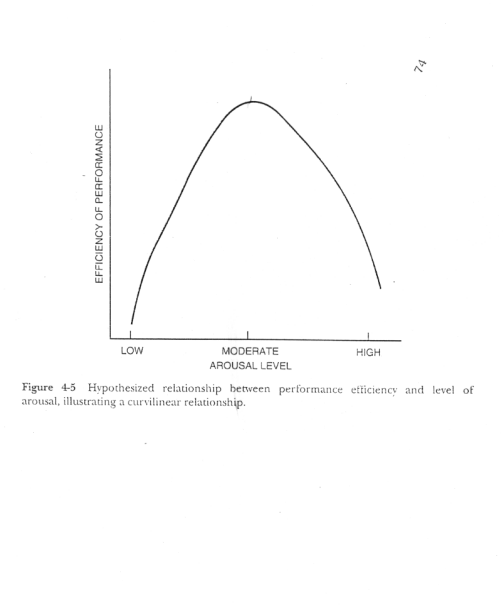 74
EFFICIENCY OF PERFORMANCE
LOW MODERATE HIGH
AROUSAL LEVEL
Figure 4-5 Hypothesized relationship between performance efficiency and level of
arousal, illustrating a curvilinear relationship.